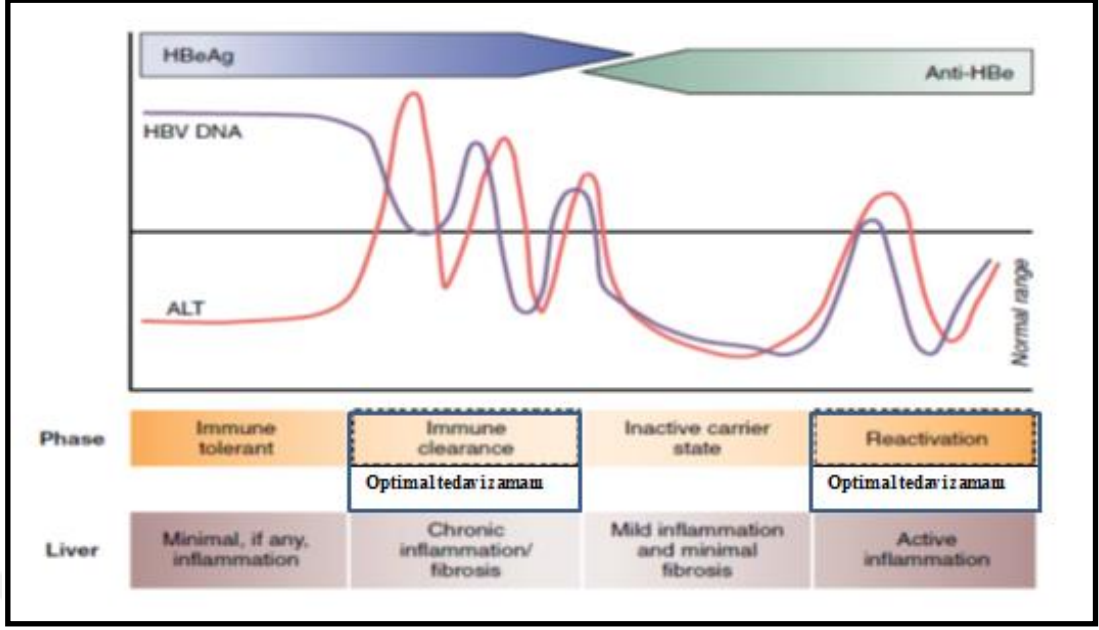 HBeAg
Anti-HBe
HBV DNA
ALT
Normal range
Phase
Immune
tolerant
Immune
clearance
Inactive carrier
state
Reactivation
Optimal tedavi zamanı
Optimal tedavi zamanı
Liver
Minimal, if any,
inflammation
Chronic
inflammation/
fibrosis
Mild inflammation
and minimal
fibrosis
Active
inflammation